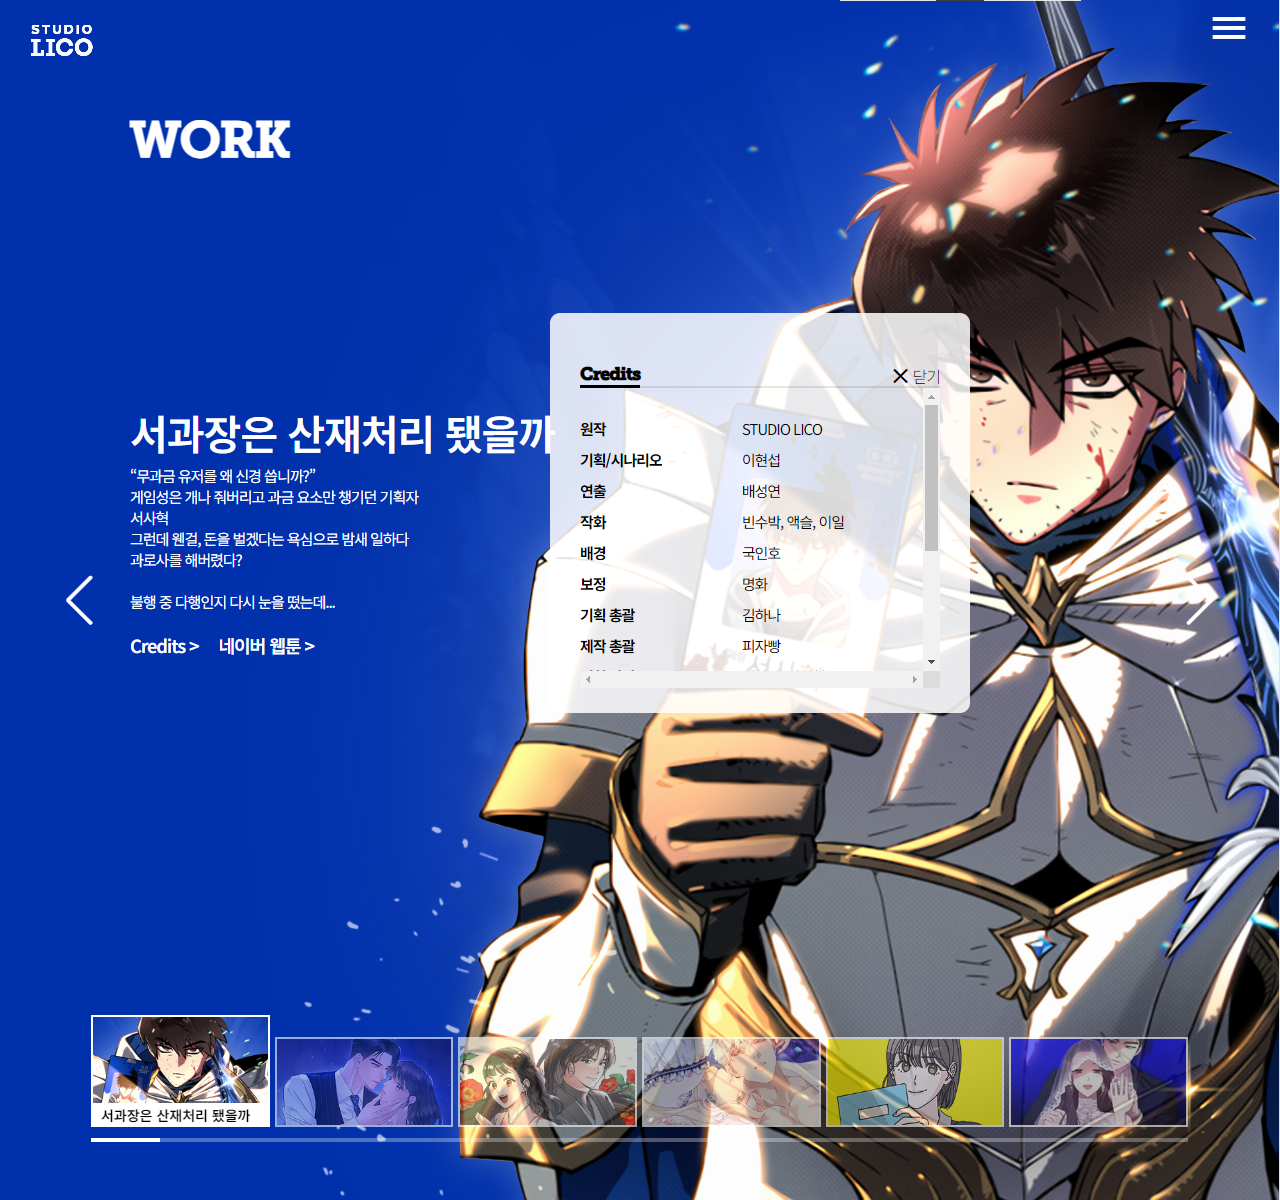 STUDIO
LICO
WORK
서과장은 산재처리 됐을까
“무과금 유저를 왜 신경 씁니까?”
게임성은 개나 줘버리고 과금 요소만 챙기던 기획자
서사혁
그런데 웬걸, 돈을 벌겠다는 욕심으로 밤새 일하다
과로사를 해버렸다?
불행 중 다행인지 다시 눈을 떴는데...
Credits > 네이버 웹툰 >
Credits
닫기
원작 STUDIO LICO
기획/시나리오 이현섭
연출 배성연
작화 빈수박, 액슬, 이일
배경 국인호
보정 명화
기획 총괄 김하나
제작 총괄 피자빵
서과장은 산재처리 됐을까